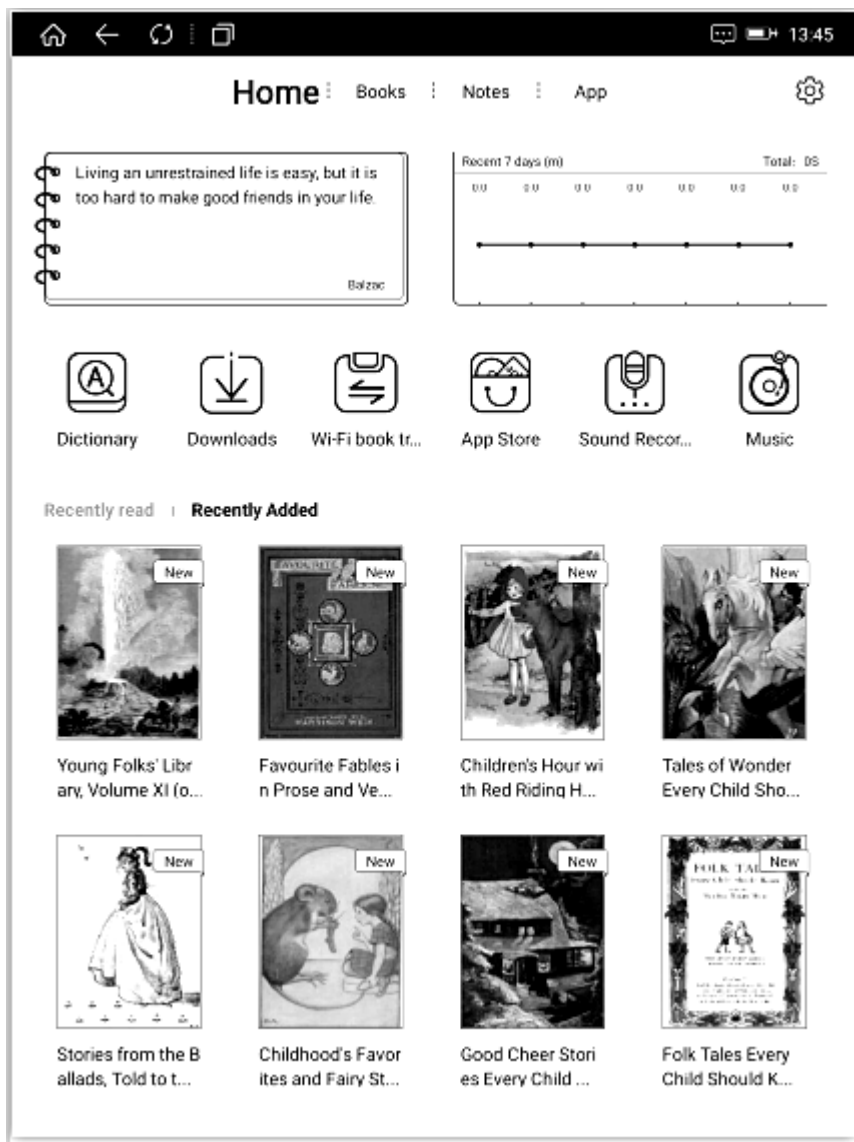 13:45
Home Books Notes App
Living an unrestrained life is easy, but it is
too hard to make good friends in your life.
Balzac
Recent 7 days (m) Total: 0S
0.0 0.0 0.0 0.0 0.0 0.0 0.0
Dictionary Downloads Wi-Fi book tr... App Store Sound Recor... Music
Recently read Recently Added
New New New New
FAVOURITE
FABLES
Young Folks' Libr
ary, Volume XI (o...
Favourite Fables i
n Prose and Ve...
Children's Hour wi
th Red Riding H...
Tales of Wonder
Every Child Sho...
New New New New
FOLK
Stories from the B
allads, Told to t...
Childhood's Favor
ites and Fairy St...
Good Cheer Stori
es Every Child ...
Folk Tales Every
Child Should K...